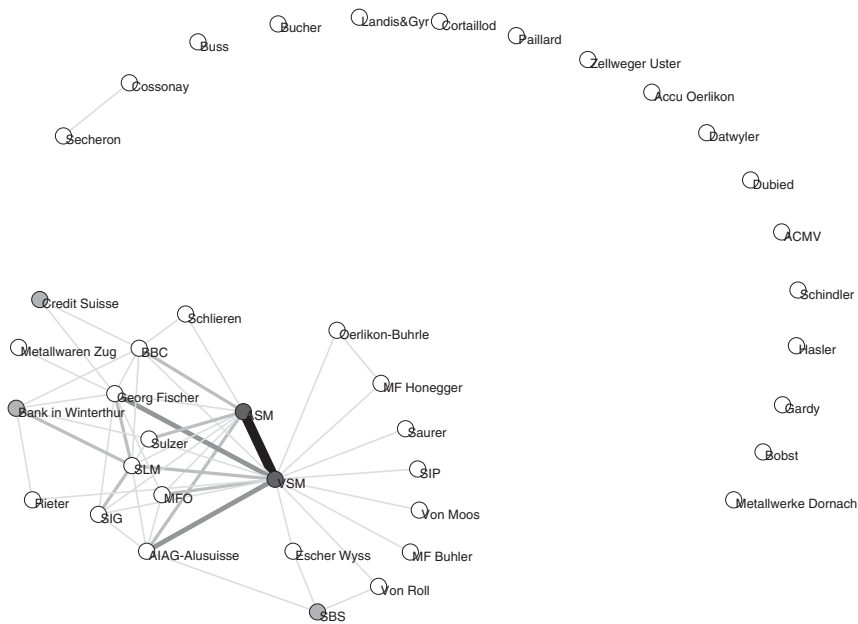 Landis&Gyr
Cortaillod
Bucher
Paillard
Buss
Zellweger Uster
Cossonay
Accu Oerlikon
Secheron
Datwyler
Dubied
ACMV
Schindler
Credit Suisse
Schlieren
Oerlikon-Buhrle
Hasler
Metallwaren Zug
BBC
MF Honegger
Georg Fischer
Gardy
Bank in Winterthur
ASM
Saurer
Sulzer
Bobst
SLM
SIP
VSM
MFO
Rieter
Metallwerke Dornach
Von Moos
SIG
AIAG-Alusuisse
Escher Wyss
MF Buhler
Von Roll
SBS